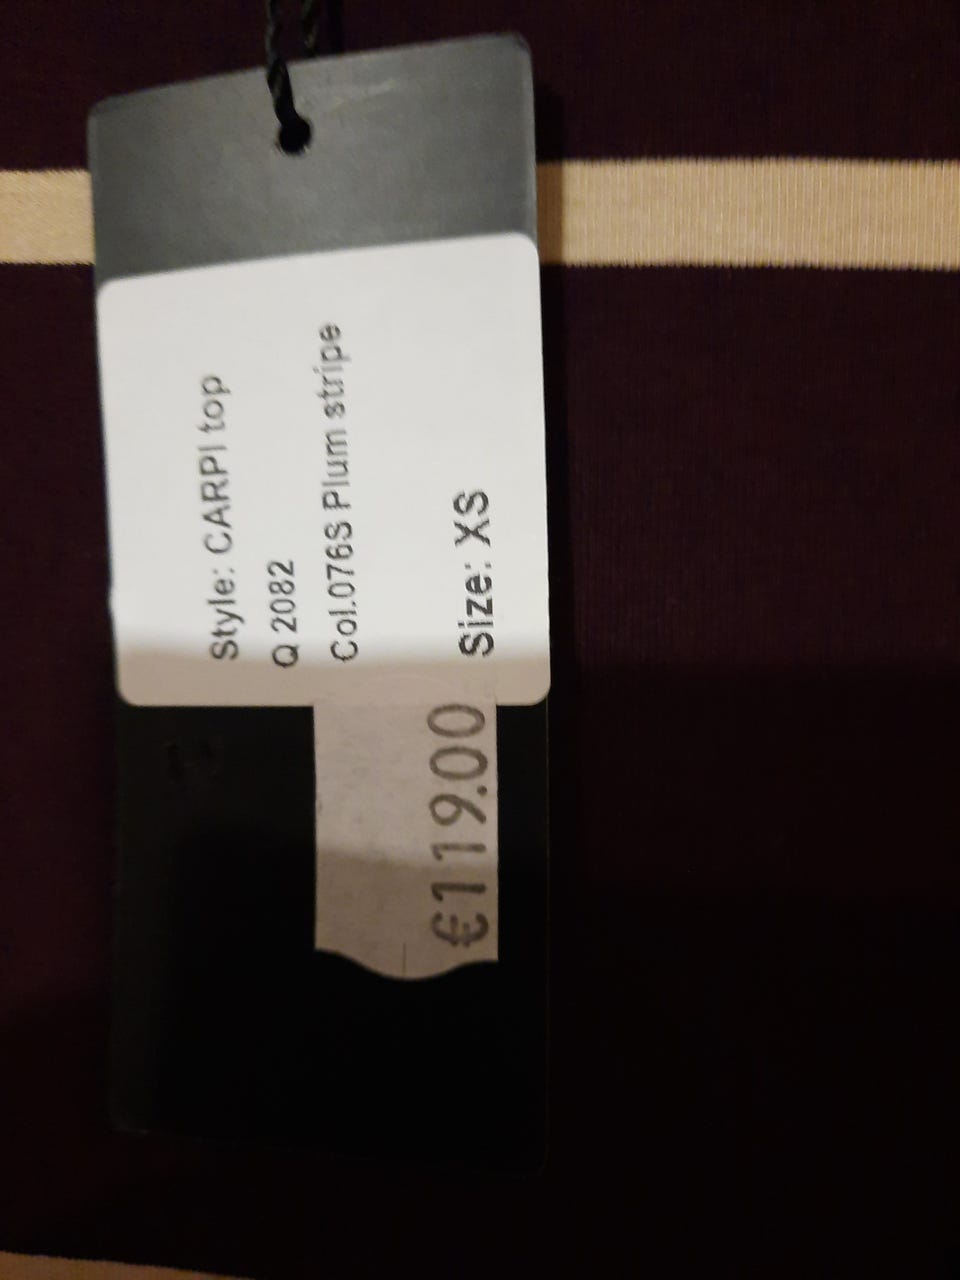 Style: CARPI top
Q 2082
Col.076S Plum stripe
Size: XS
€119.00